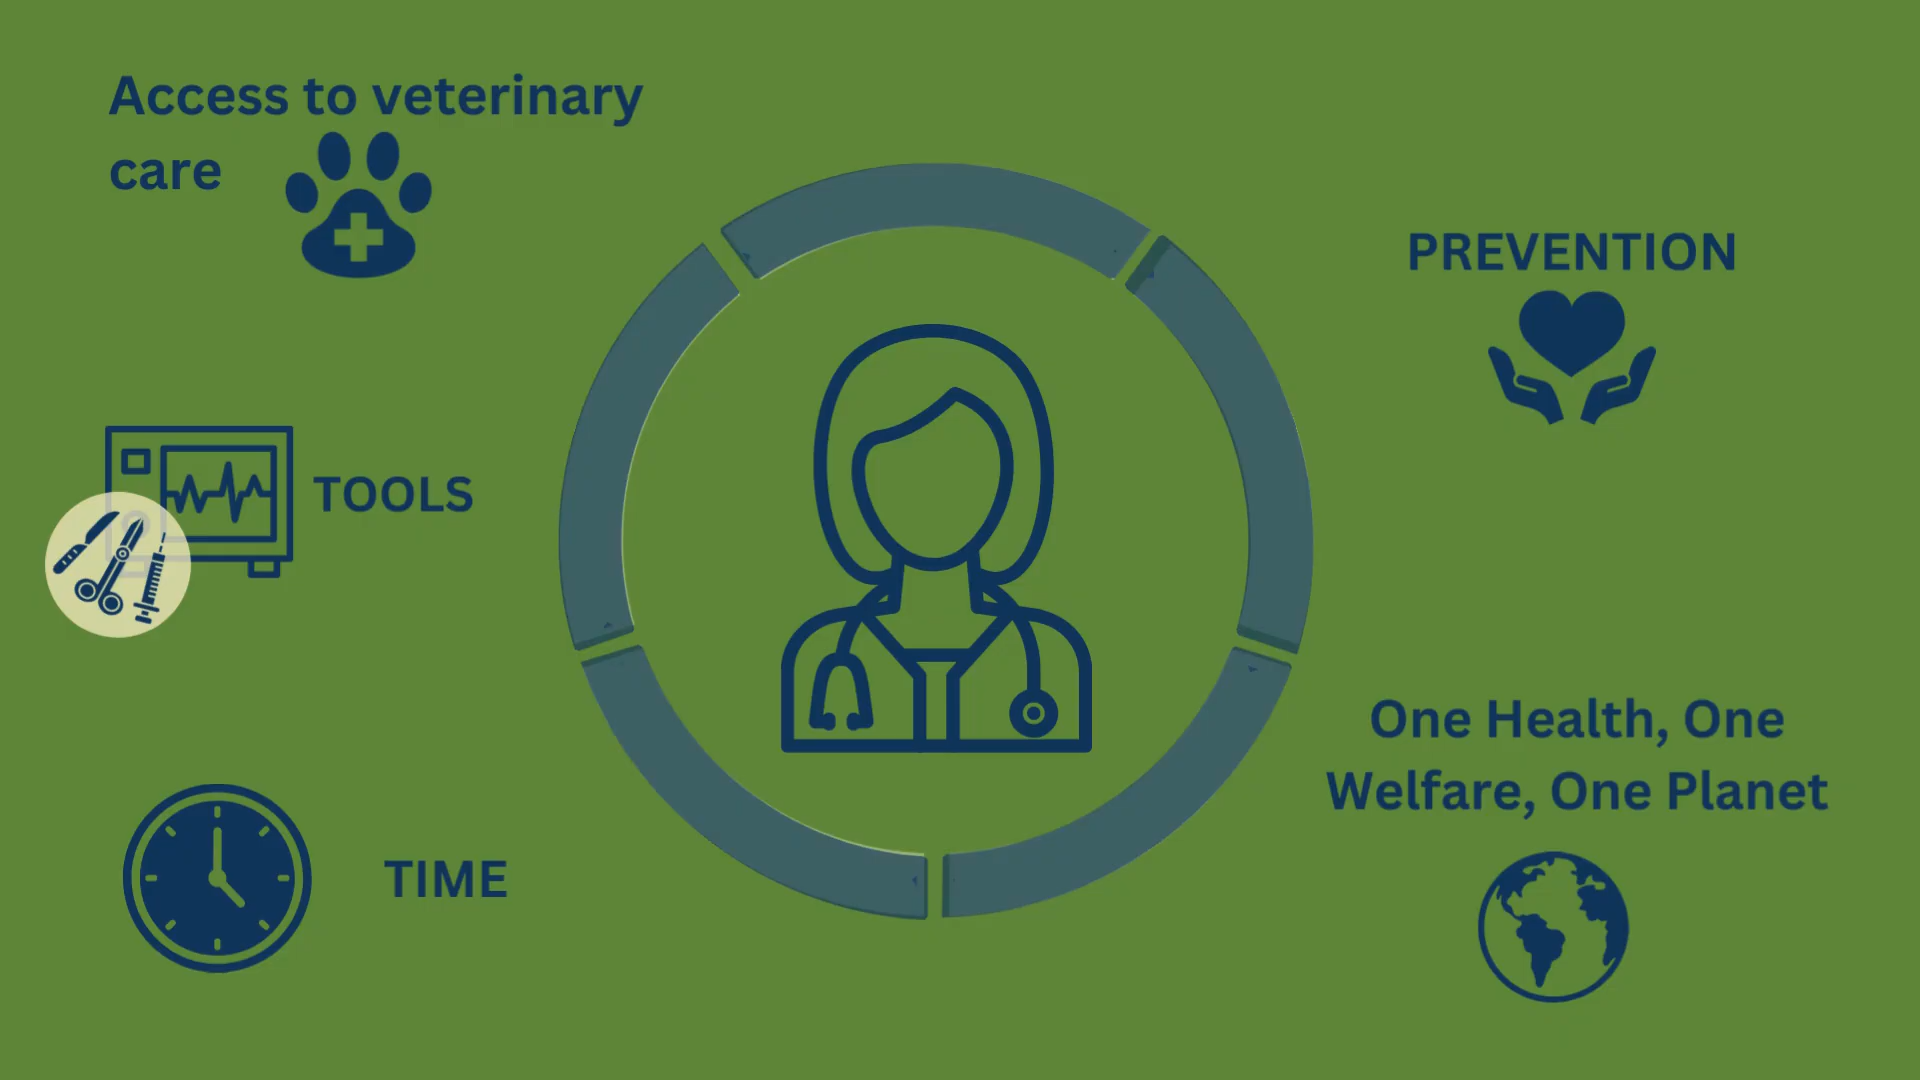 Access to veterinary
care
PREVENTION
TOOLS
One Health, One
Welfare, One Planet
TIME